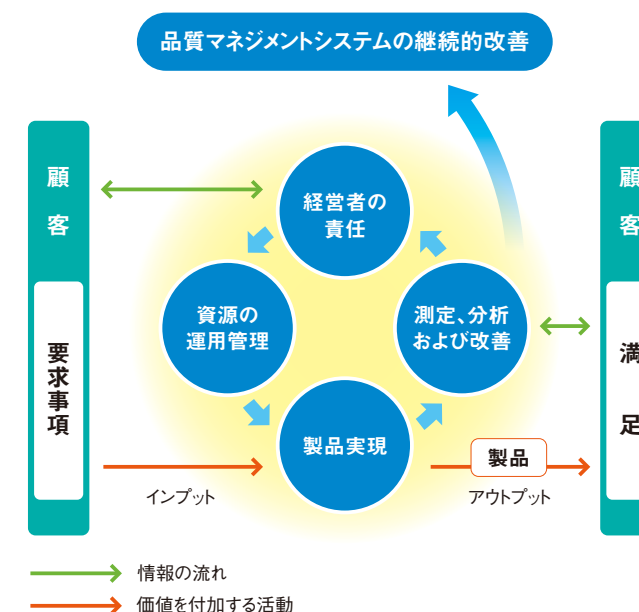 品質マネジメントシステムの継続的改善
顧
客
要求事項
経営者の
責任
資源の
運用管理
測定、分析
および改善
製品実現
顧
客
満
足
インプット
製品
アウトプット
情報の流れ
価値を付加する活動